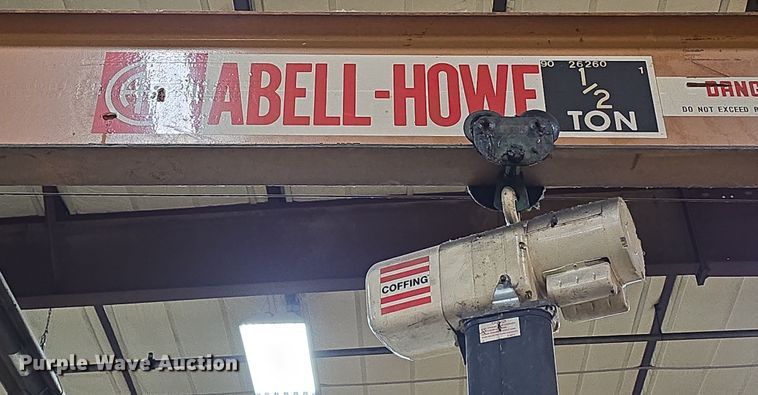 ABELL-HOWE
90 26260 1
1/2
TON
DANG
DO NOT EXCEED R
COFFING
Purple Wave Auction